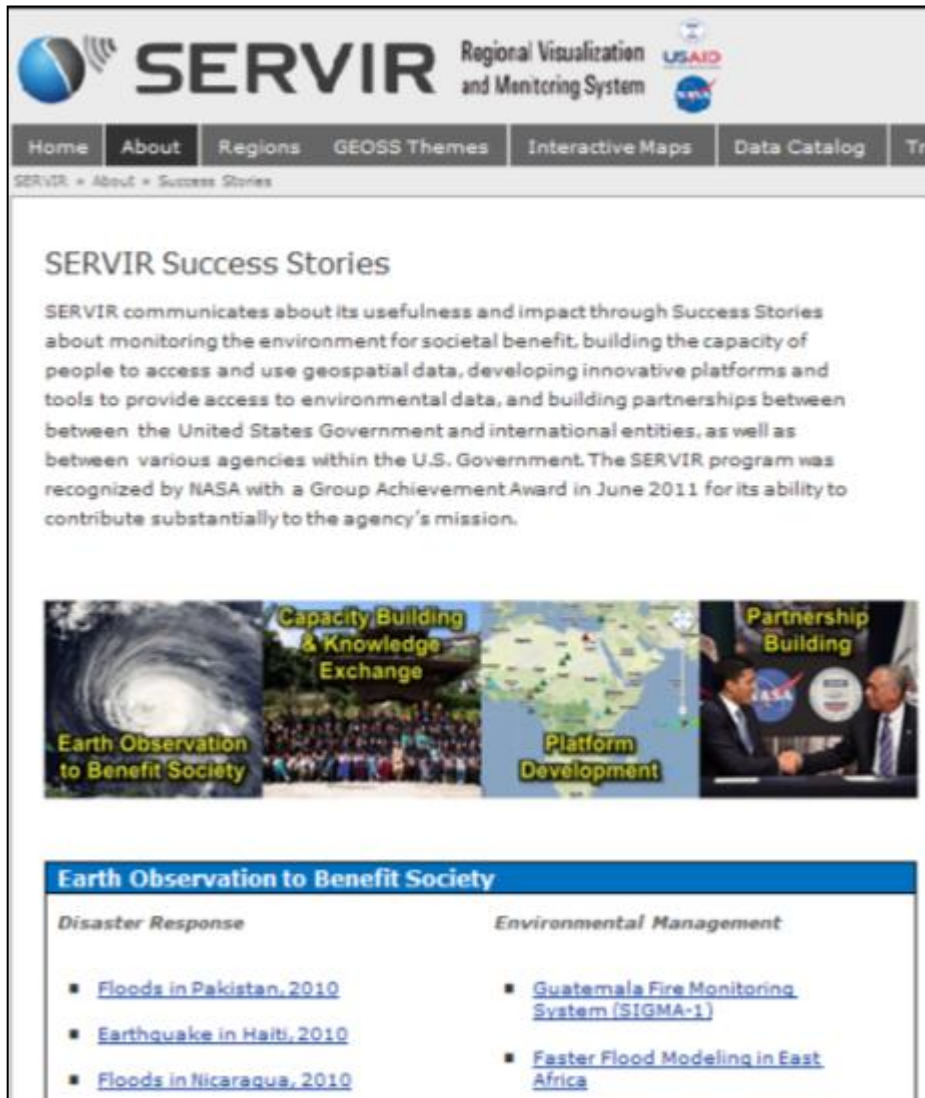 SERVIR
Regional Visualization
and Monitoring System
USAID
NASA
Home About Regions GEOSS Themes Interactive Maps Data Catalog Tr
SERVIR » About » Success Stories
SERVIR Success Stories
SERVIR communicates about its usefulness and impact through Success Stories
about monitoring the environment for societal benefit, building the capacity of
people to access and use geospatial data, developing innovative platforms and
tools to provide access to environmental data, and building partnerships between
between the United States Government and international entities, as well as
between various agencies within the U.S. Government. The SERVIR program was
recognized by NASA with a Group Achievement Award in June 2011 for its ability to
contribute substantially to the agency's mission.
Earth Observation
to Benefit Society
Capacity Building
& Knowledge
Exchange
Platform
Development
Partnership
Building
NASA
Earth Observation to Benefit Society
Disaster Response
Environmental Management
Floods in Pakistan, 2010
Guatemala Fire Monitoring
System (SIGMA-1)
Earthquake in Haiti, 2010
Faster Flood Modeling in East
Africa
Floods in Nicaragua, 2010